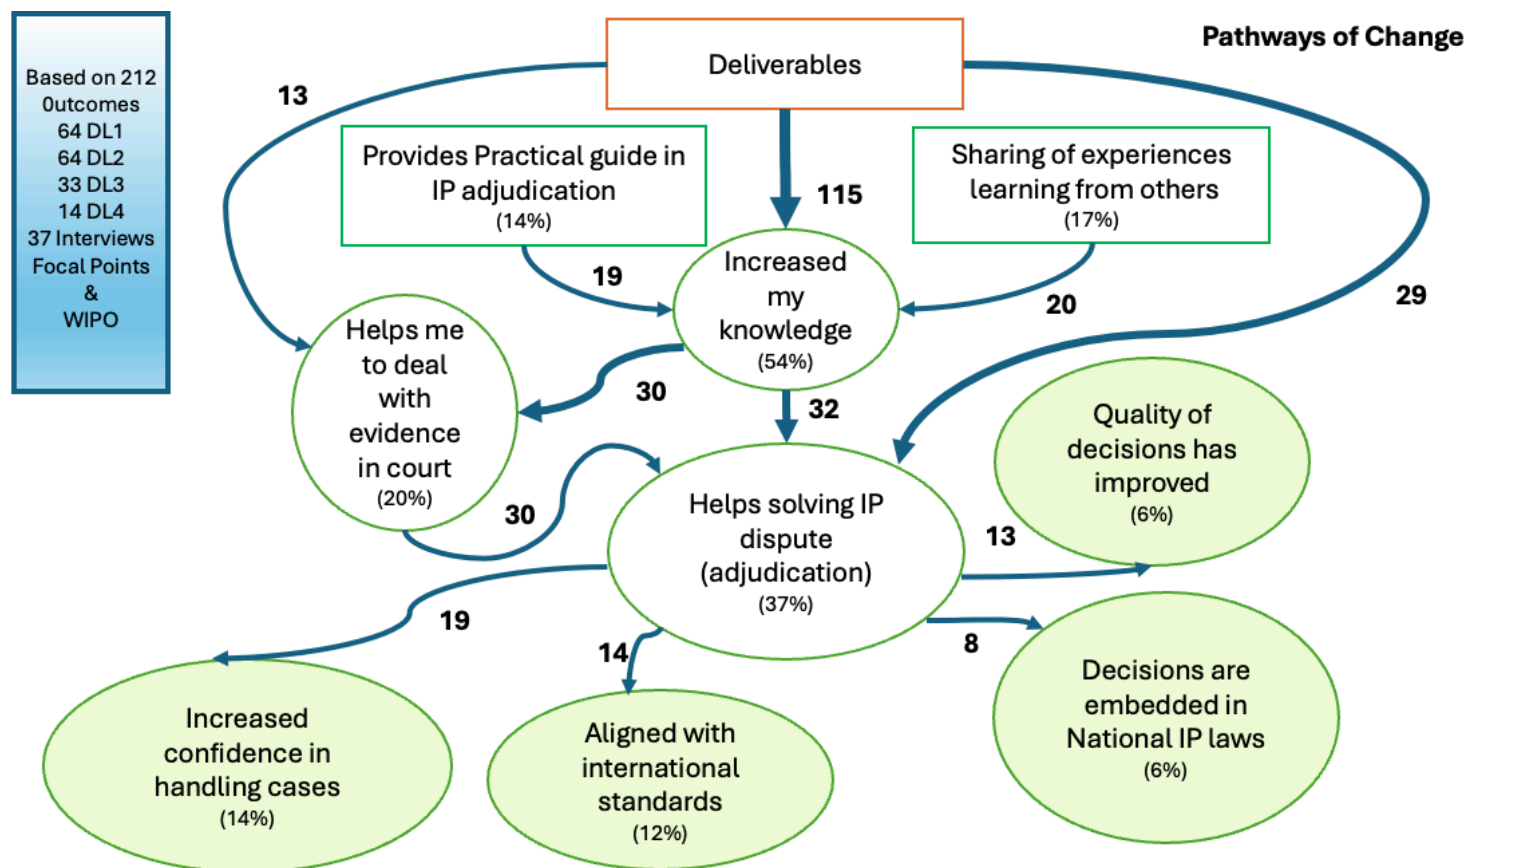 Pathways of Change
Based on 212
0utcomes
64 DL1
64 DL2
33 DL3
14 DL4
37 Interviews
Focal Points
&
WIPO
Deliverables
13
115
29
Provides Practical guide in
IP adjudication
(14%)
Sharing of experiences
learning from others
(17%)
19
20
Increased
my
knowledge
(54%)
30
32
Helps me
to deal
with
evidence
in court
(20%)
30
Helps solving IP
dispute
(adjudication)
(37%)
Quality of
decisions has
improved
(6%)
13
19
14
8
Decisions are
embedded in
National IP laws
(6%)
Increased
confidence in
handling cases
(14%)
Aligned with
international
standards
(12%)